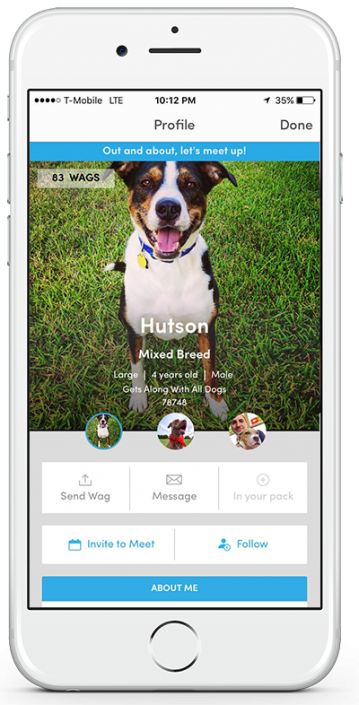 T-Mobile LTE 10:12 PM 35%
Profile Done
Out and about, let's meet up!
83 WAGS
Hutson
Mixed Breed
Large | 4 years old | Male
Gets Along With All Dogs
78748
Send Wag Message In your pack
Invite to Meet Follow
ABOUT ME